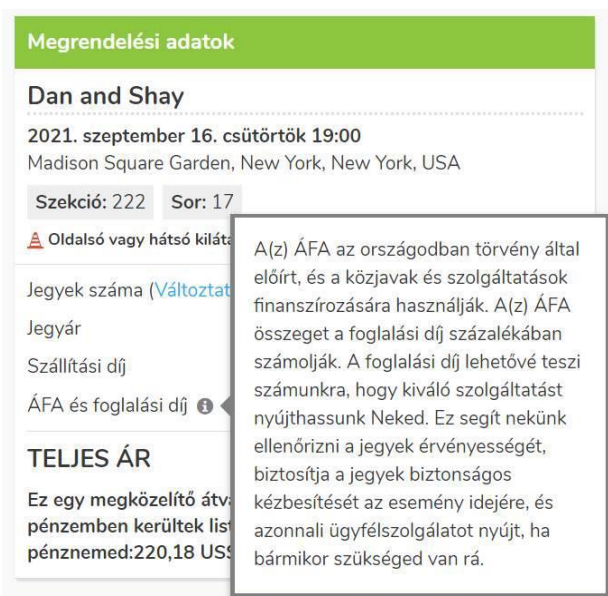 Megrendelési adatok
Dan and Shay
2021. szeptember 16. csütörtök 19:00
Madison Square Garden, New York, New York, USA
Szekció: 222 Sor: 17
Oldalsó vagy hátsó
Jegyek száma
Jegyár
Szállítási díj
ÁFA és foglalási díj
TELJES ÁR
Ez egy megközelítő
pénzemben kerültek
pénznemed:220,18
A(z) ÁFA az országodban törvény által
előírt, és a közjavak és szolgáltatások
finanszírozására használják. A(z) ÁFA
összeget a foglalási díj százalékában
számolják. A foglalási díj lehetővé teszi
számunkra, hogy kiváló szolgáltatást
nyújthassunk Neked. Ez segít nekünk
ellenőrizni a jegyek érvényességét,
biztosítja a jegyek biztonságos
kézbesítését az esemény idejére, és
azonnali ügyfélszolgálatot nyújt, ha
bármikor szükséged van rá.